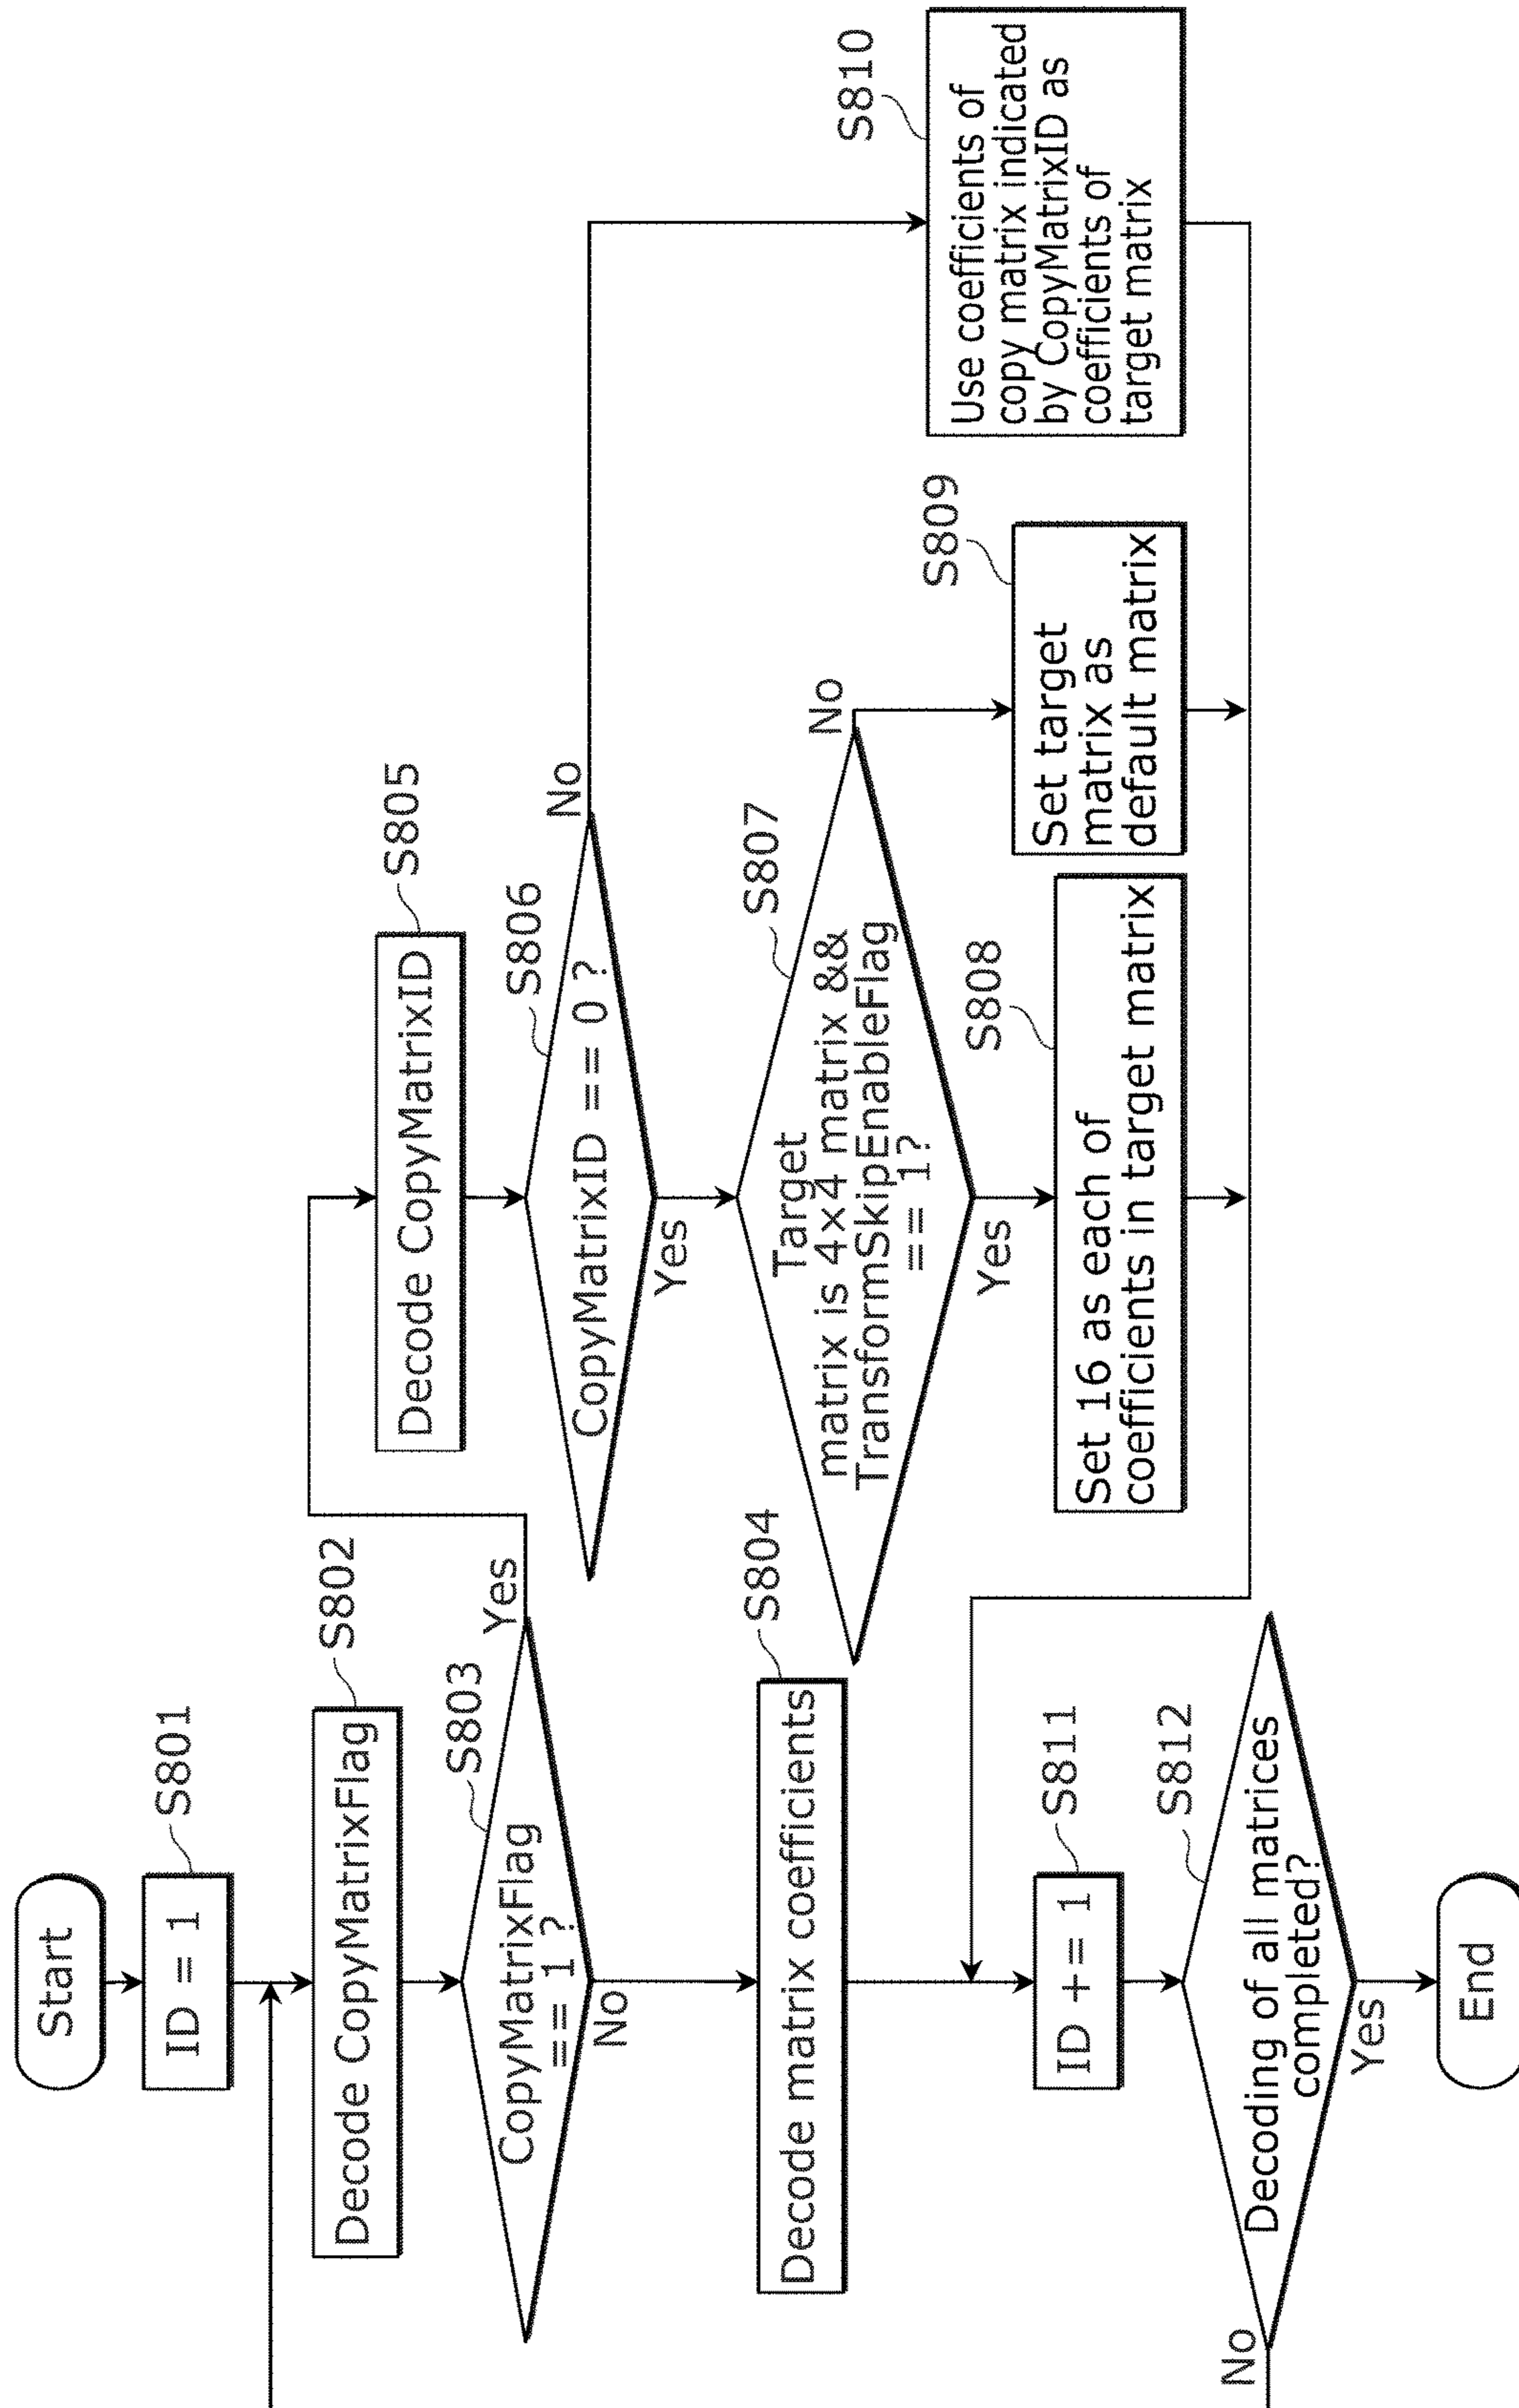 Start
ID = 1
S801
Decode CopyMatrixFlag
S802
CopyMatrixFlag
== 1 ?
S803
Yes
No
Decode matrix coefficients
S804
Decode CopyMatrixID
S805
CopyMatrixID == 0 ?
S806
No
Yes
Target
matrix is 4×4 matrix &&
TransformSkipEnableFlag
== 1?
S807
No
Yes
Set 16 as each of
coefficients in target matrix
S808
Set target
matrix as
default matrix
S809
Use coefficients of
copy matrix indicated
by CopyMatrixID as
coefficients of
target matrix
S810
ID += 1
S811
Decoding of all matrices
completed?
S812
No
Yes
End